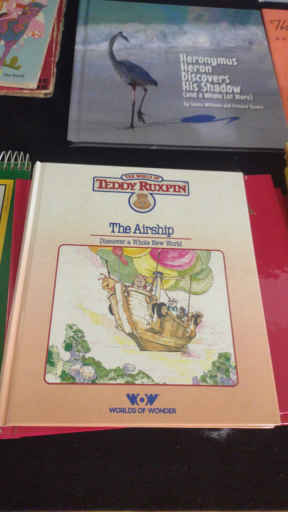 Heronymus
Heron
Discovers
His Shadow
(and a Whole Lot More)
THE WORLD OF
TEDDY RUXPIN
The Airship
Discover a Whole New World
WOW
WORLDS OF WONDER